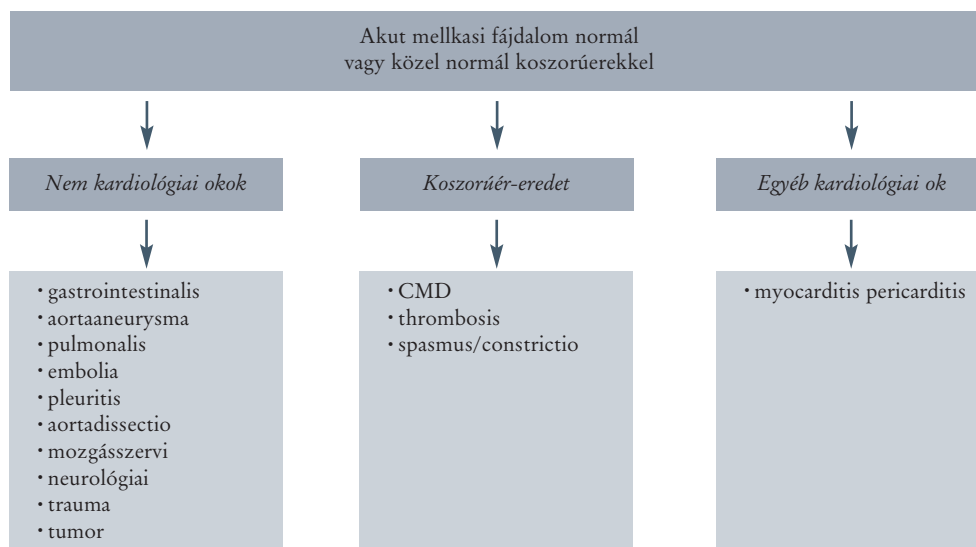 Akut mellkasi fájdalom normál
vagy közel normál koszorúerekkel
Nem kardiológiai okok
Koszorúér-eredet
Egyéb kardiológiai ok
• gastrointestinalis
• aortaaneurysma
• pulmonalis
• embolia
• pleuritis
• aortadissectio
• mozgásszervi
• neurológiai
• trauma
• tumor
• CMD
• thrombosis
• spasmus/constrictio
• myocarditis pericarditis